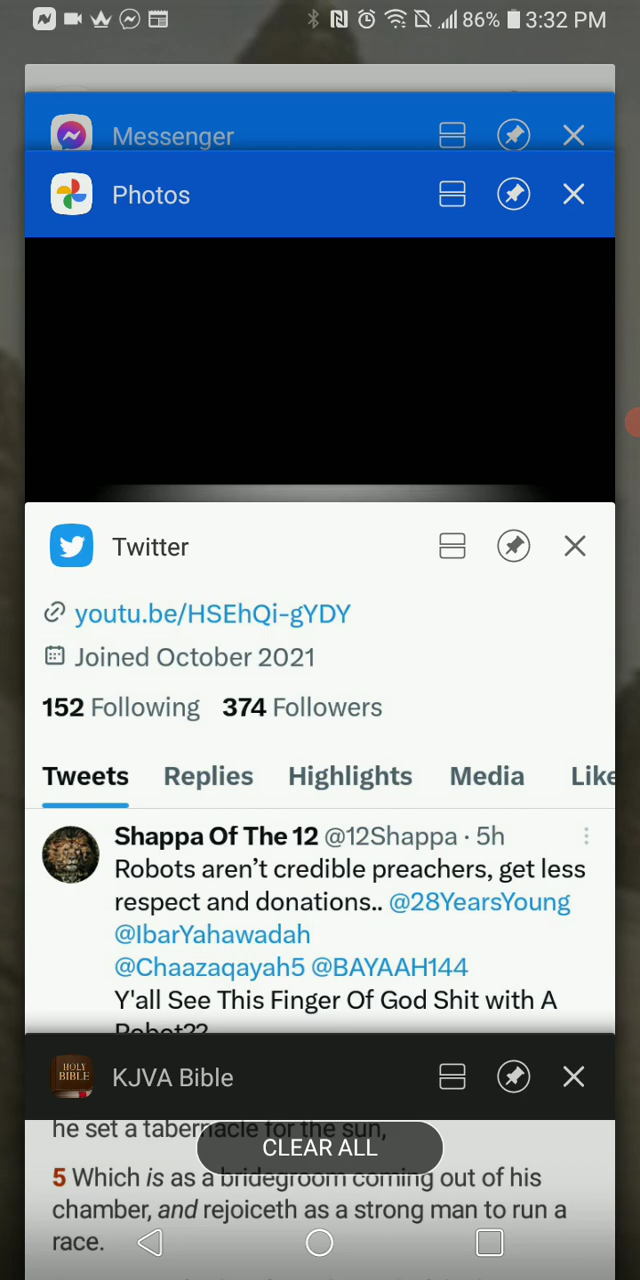 86% 3:32 PM
Messenger
Photos
Twitter
youtu.be/HSEhQi-gYDY
Joined October 2021
152 Following 374 Followers
Tweets Replies Highlights Media Like
Shappa Of The 12 @12Shappa · 5h
Robots aren’t credible preachers, get less
respect and donations.. @28YearsYoung
@IbarYahawadah
@Chaazaqayah5 @BAYAAH144
Y'all See This Finger Of God Shit with A
Robot??
HOLY
BIBLE
KJVA Bible
he set a tabernacle for the sun,
CLEAR ALL
5 Which is as a bridegroom coming out of his
chamber, and rejoiceth as a strong man to run a
race.